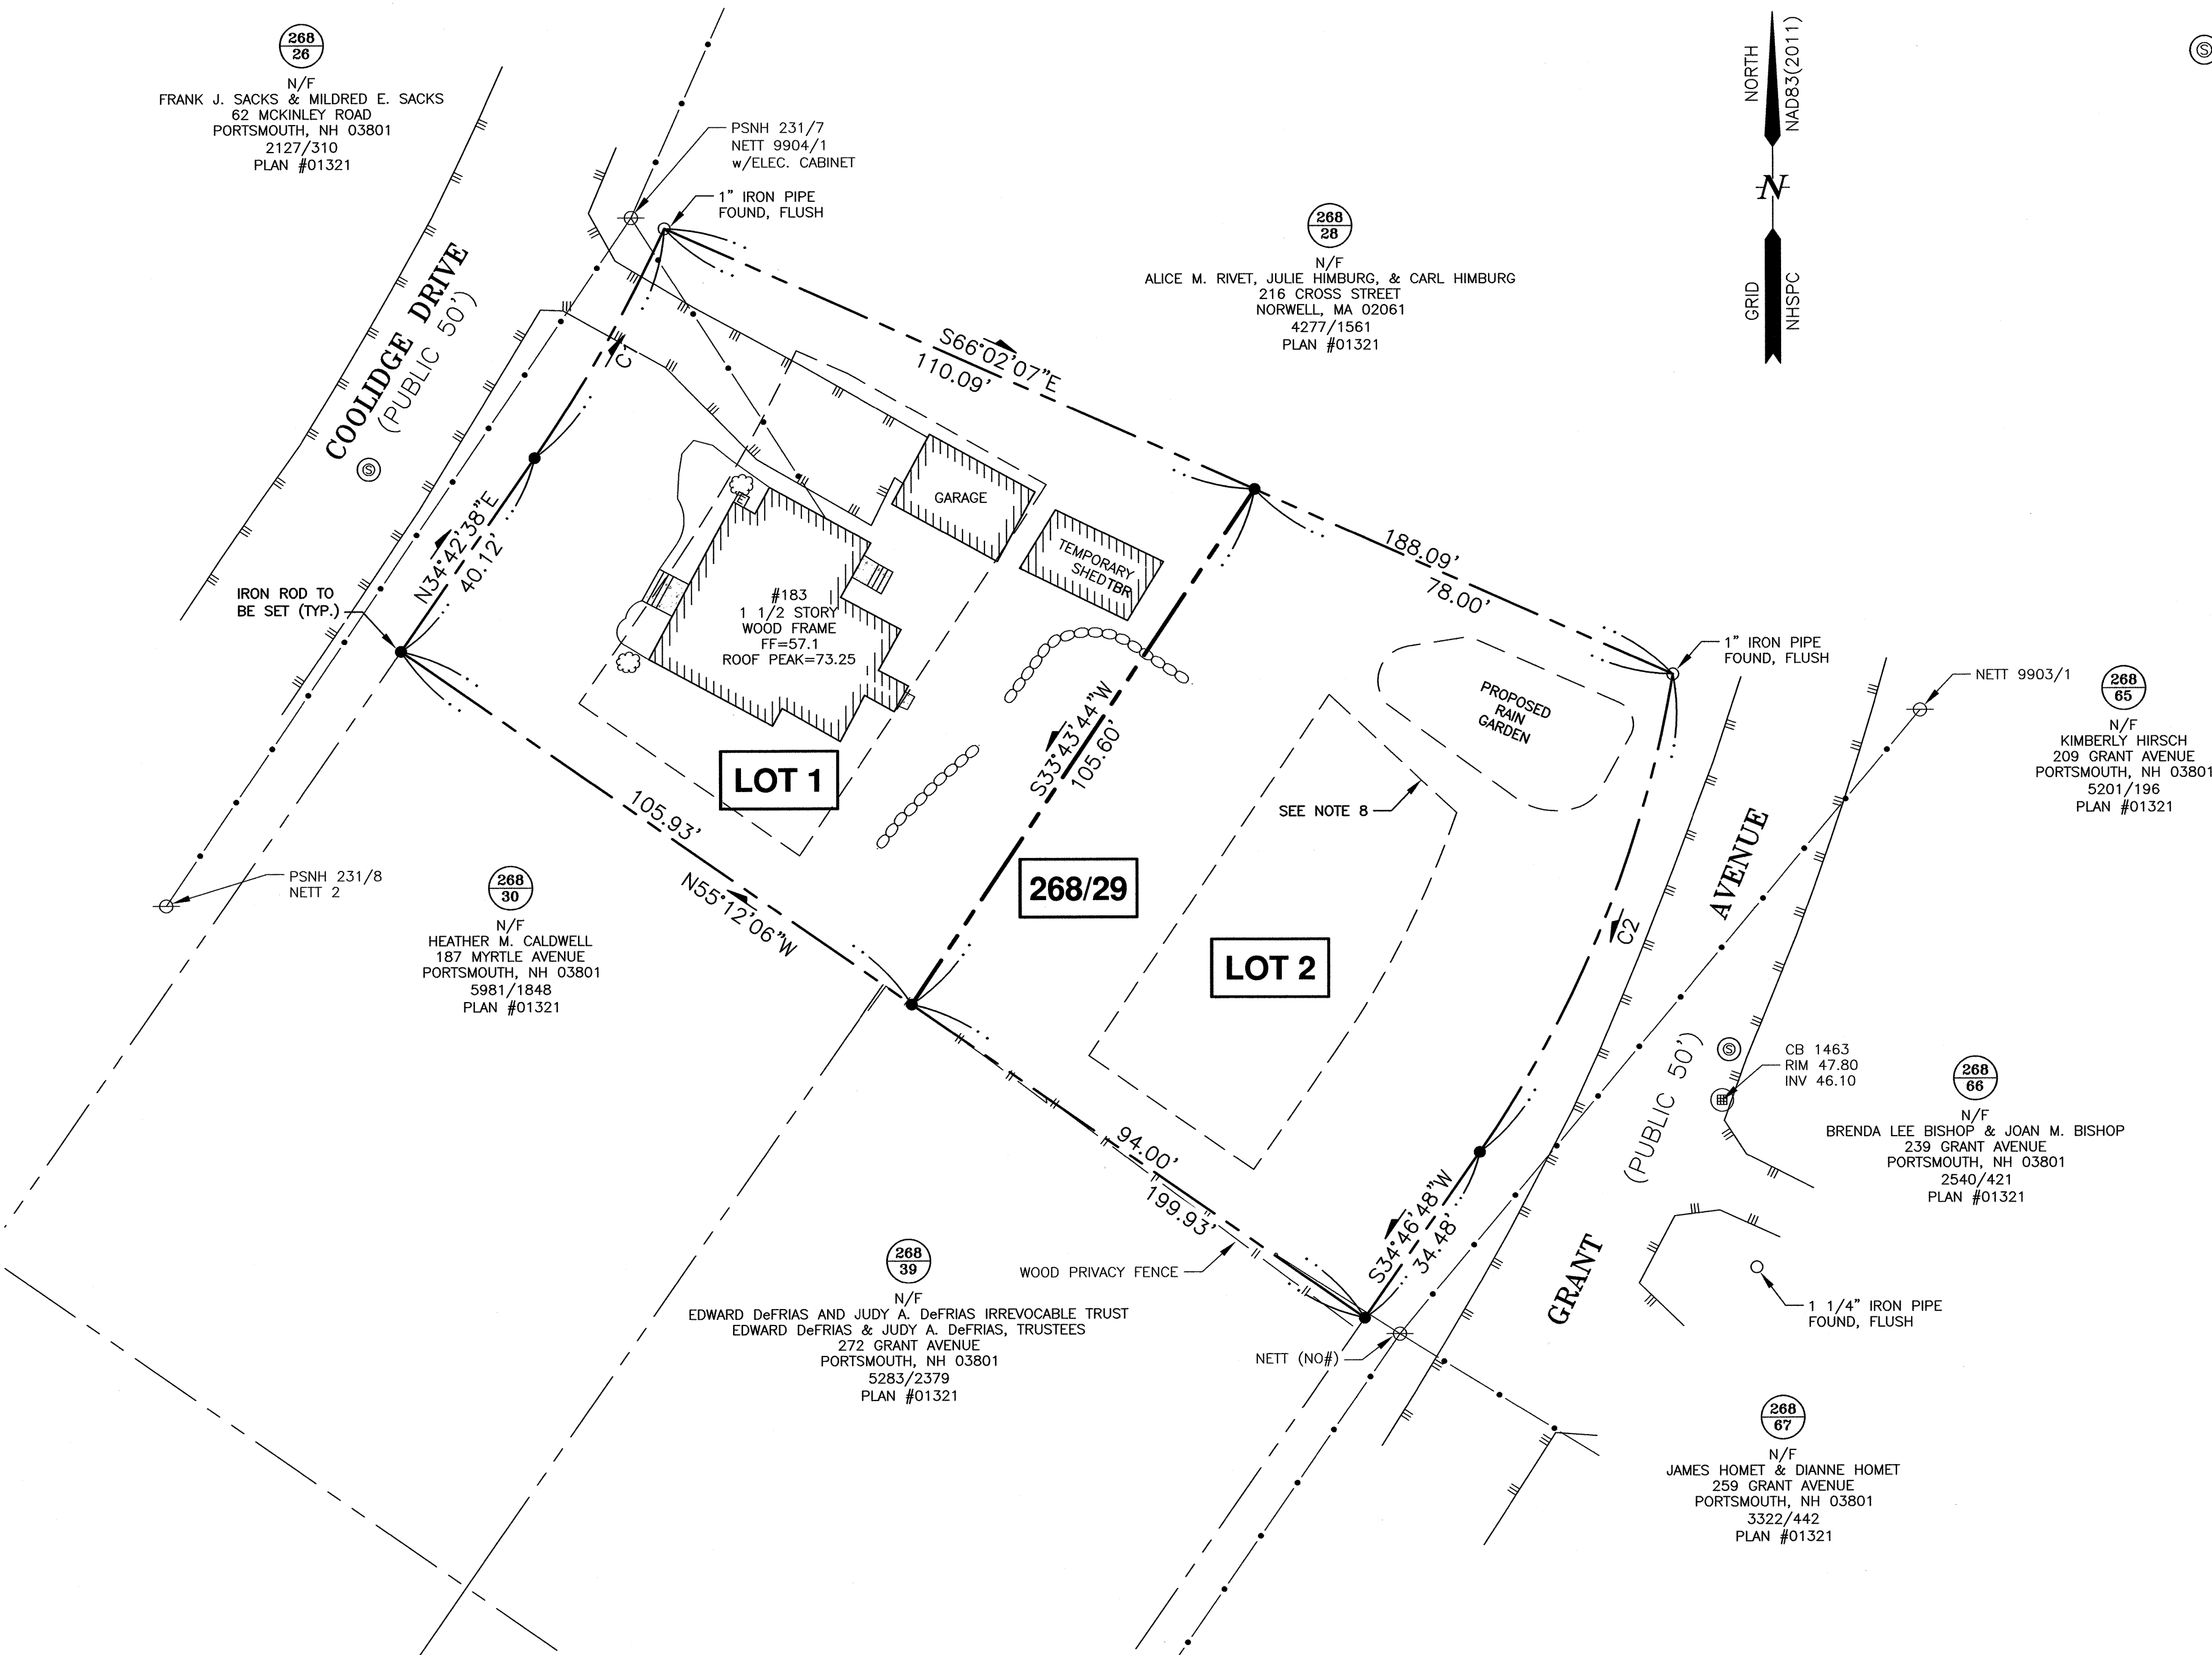 268
26
N/F
FRANK J. SACKS & MILDRED E. SACKS
62 MCKINLEY ROAD
PORTSMOUTH, NH 03801
2127/310
PLAN #01321
PSNH 231/7
NETT 9904/1
w/ELEC. CABINET
1" IRON PIPE
FOUND, FLUSH
268
28
N/F
ALICE M. RIVET, JULIE HIMBURG, & CARL HIMBURG
216 CROSS STREET
NORWELL, MA 02061
4277/1561
PLAN #01321
NORTH
NAD83(2011)
N
GRID
NHSPC
S
COOLIDGE DRIVE
(PUBLIC 50')
S
C1
S66°02'07"E
110.09'
N34°42'38"E
40.12'
IRON ROD TO
BE SET (TYP.)
GARAGE
TEMPORARY
SHED TBR
E
#183
1 1/2 STORY
WOOD FRAME
FF=57.1
ROOF PEAK=73.25
188.09'
78.00'
1" IRON PIPE
FOUND, FLUSH
NETT 9903/1
268
65
N/F
KIMBERLY HIRSCH
209 GRANT AVENUE
PORTSMOUTH, NH 03801
5201/196
PLAN #01321
PROPOSED
RAIN
GARDEN
S33°43'44"W
105.60'
LOT 1
SEE NOTE 8
105.93'
N55°12'06"W
268/29
LOT 2
PSNH 231/8
NETT 2
268
30
N/F
HEATHER M. CALDWELL
187 MYRTLE AVENUE
PORTSMOUTH, NH 03801
5981/1848
PLAN #01321
C2
GRANT AVENUE
(PUBLIC 50')
S
CB 1463
RIM 47.80
INV 46.10
268
66
N/F
BRENDA LEE BISHOP & JOAN M. BISHOP
239 GRANT AVENUE
PORTSMOUTH, NH 03801
2540/421
PLAN #01321
94.00'
199.93'
S34°46'48"W
34.48'
WOOD PRIVACY FENCE
268
39
N/F
EDWARD DeFRIAS AND JUDY A. DeFRIAS IRREVOCABLE TRUST
EDWARD DeFRIAS & JUDY A. DeFRIAS, TRUSTEES
272 GRANT AVENUE
PORTSMOUTH, NH 03801
5283/2379
PLAN #01321
NETT (NO#)
1 1/4" IRON PIPE
FOUND, FLUSH
268
67
N/F
JAMES HOMET & DIANNE HOMET
259 GRANT AVENUE
PORTSMOUTH, NH 03801
3322/442
PLAN #01321